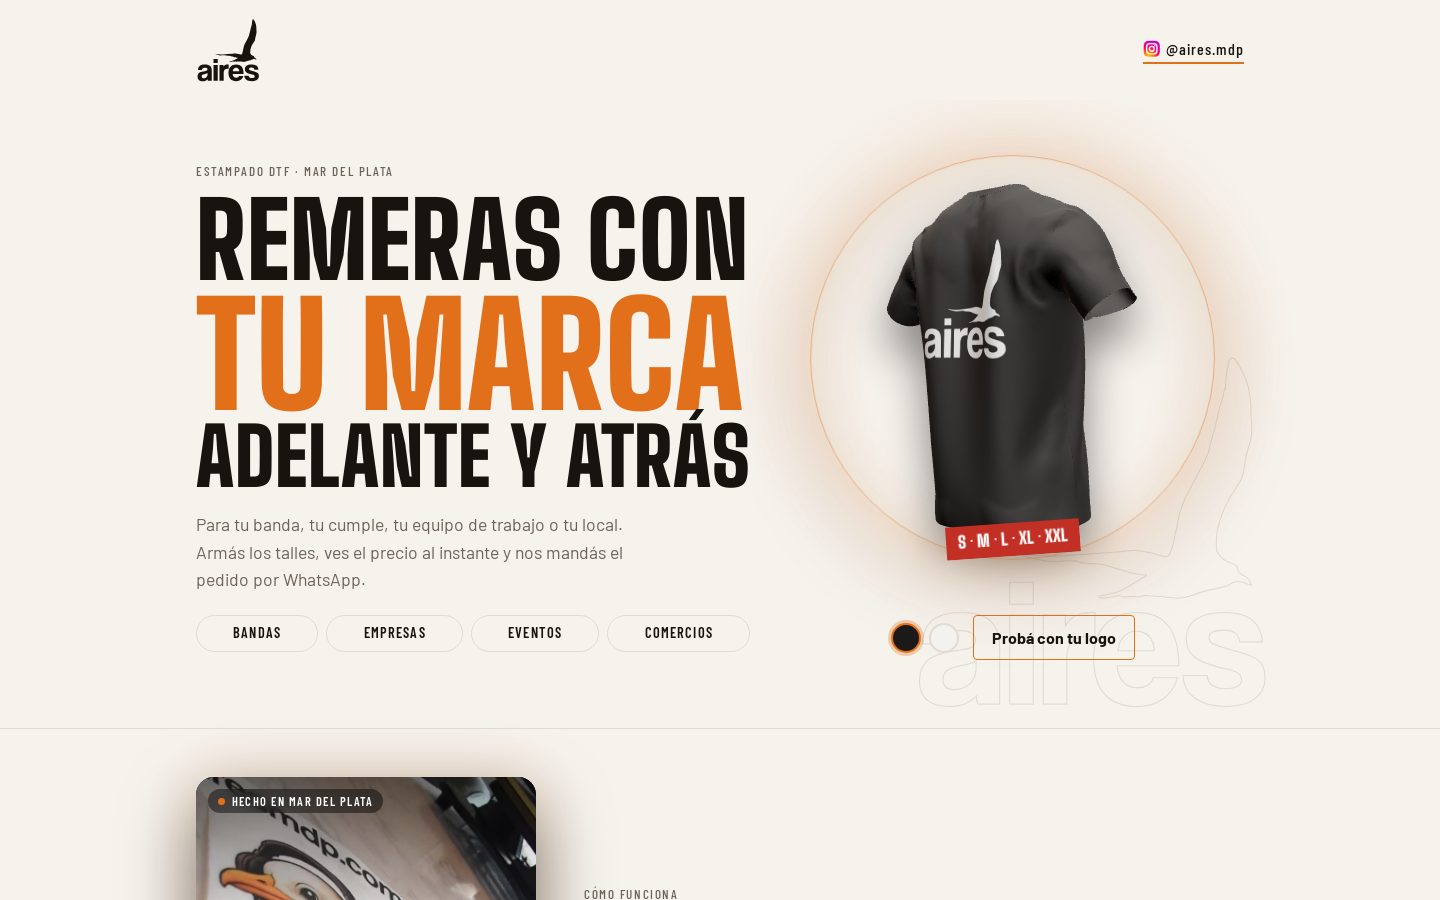 aires
@aires.mdp
ESTAMPADO DTF · MAR DEL PLATA
REMERAS CON
TU MARCA
ADELANTE Y ATRÁS
Para tu banda, tu cumple, tu equipo de trabajo o tu local.
Armás los talles, ves el precio al instante y nos mandás el
pedido por WhatsApp.
BANDAS
EMPRESAS
EVENTOS
COMERCIOS
aires
S · M · L · XL · XXL
aires
Probá con tu logo
HECHO EN MAR DEL PLATA
mdp.com
CÓMO FUNCIONA